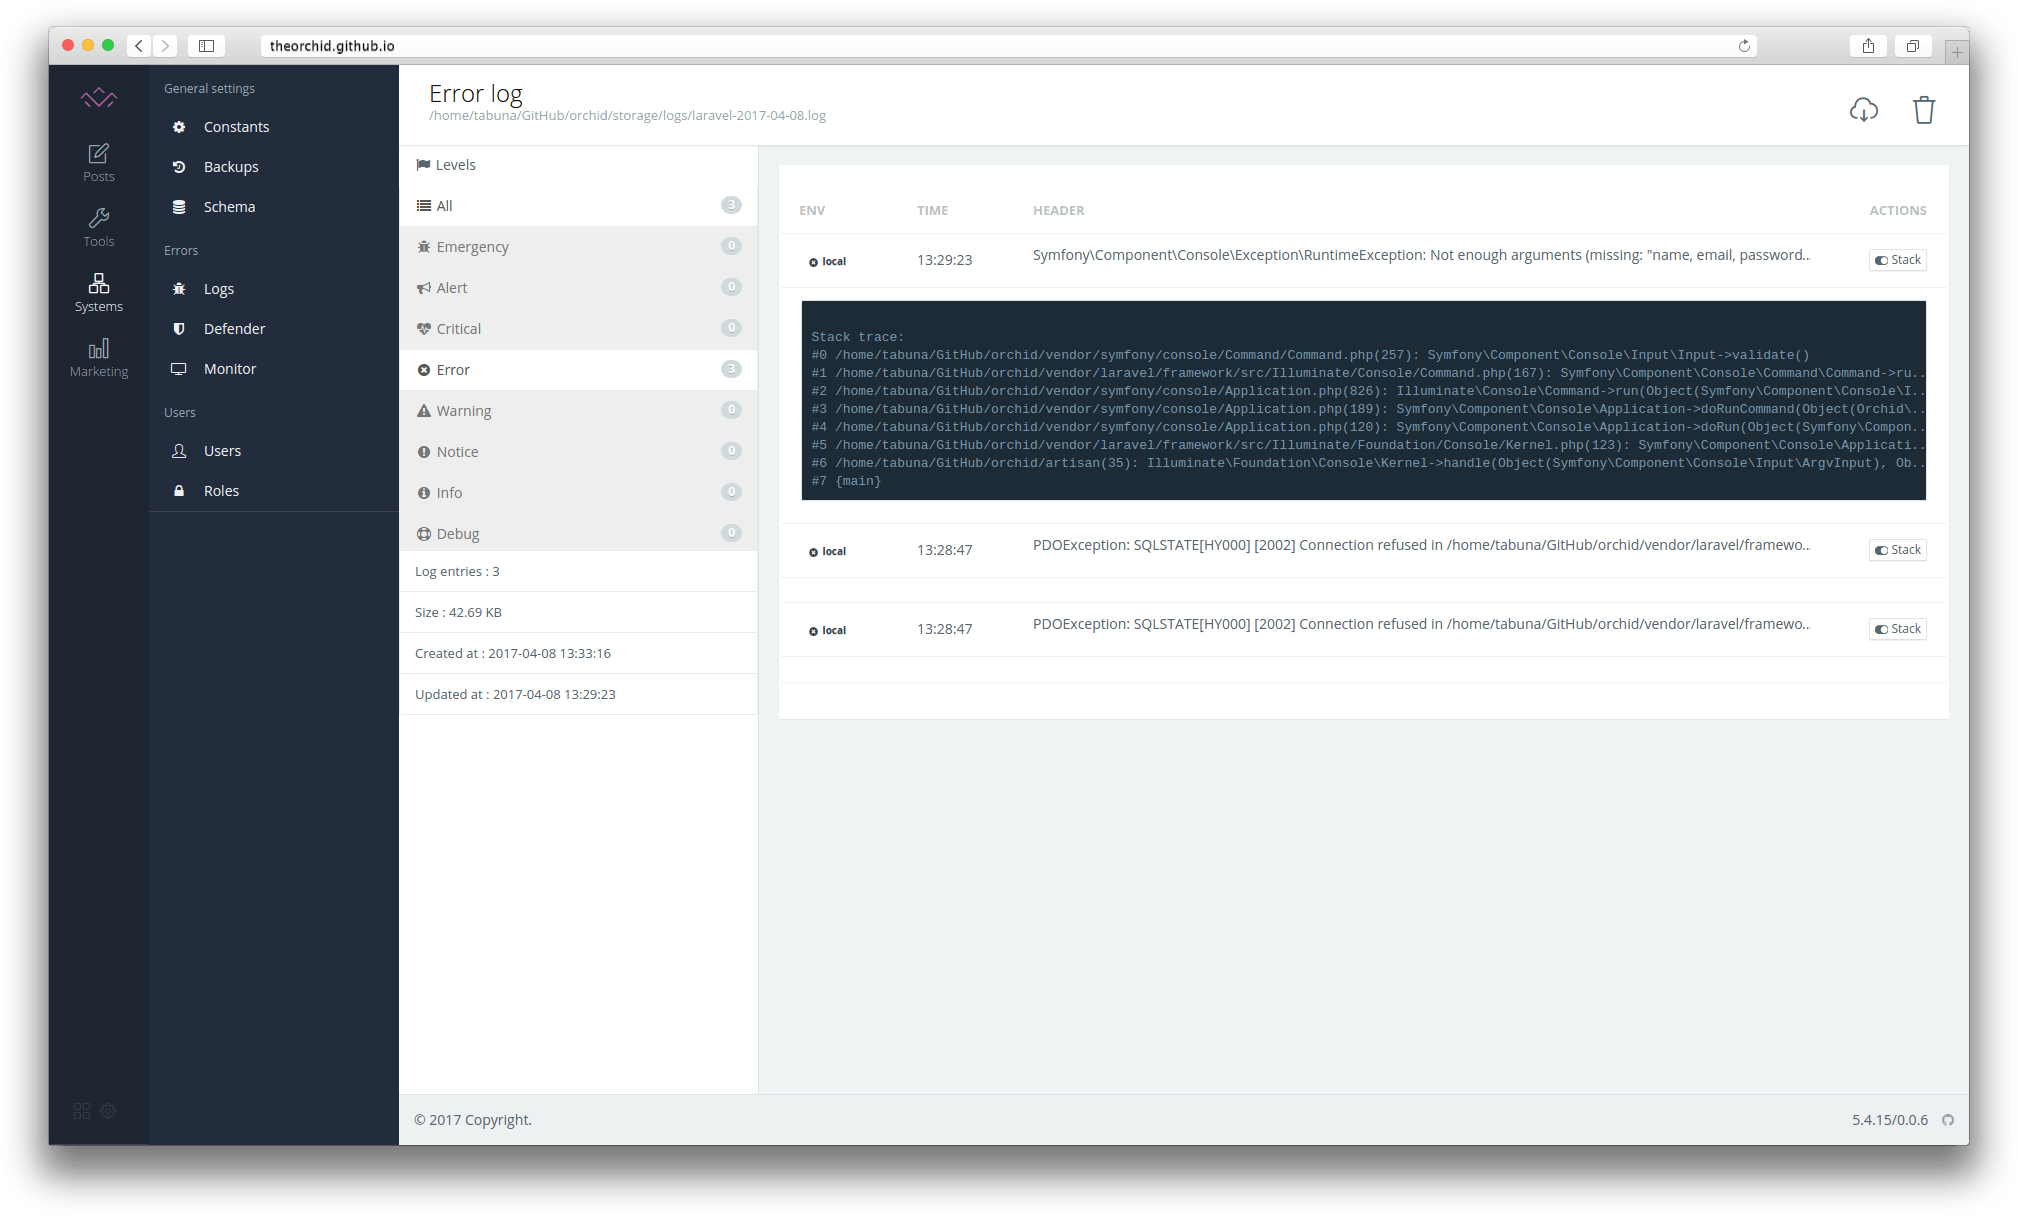 theorchid.github.io
Posts
Tools
Systems
Marketing
General settings
Constants
Backups
Schema
Errors
Logs
Defender
Monitor
Users
Users
Roles
Error log
/home/tabuna/GitHub/orchid/storage/logs/laravel-2017-04-08.log
Levels
All 3
Emergency 0
Alert 0
Critical 0
Error 3
Warning 0
Notice 0
Info 0
Debug 0
Log entries : 3
Size : 42.69 KB
Created at : 2017-04-08 13:33:16
Updated at : 2017-04-08 13:29:23
ENV TIME HEADER ACTIONS
local 13:29:23 Symfony\Component\Console\Exception\RuntimeException: Not enough arguments (missing: "name, email, password... Stack
Stack trace:
#0 /home/tabuna/GitHub/orchid/vendor/symfony/console/Command/Command.php(257): Symfony\Component\Console\Input\Input->validate()
#1 /home/tabuna/GitHub/orchid/vendor/laravel/framework/src/Illuminate/Console/Command.php(167): Symfony\Component\Console\Command\Command->ru...
#2 /home/tabuna/GitHub/orchid/vendor/symfony/console/Application.php(826): Illuminate\Console\Command->run(Object(Symfony\Component\Console\I...
#3 /home/tabuna/GitHub/orchid/vendor/symfony/console/Application.php(189): Symfony\Component\Console\Application->doRunCommand(Object(Orchid\...
#4 /home/tabuna/GitHub/orchid/vendor/symfony/console/Application.php(120): Symfony\Component\Console\Application->doRun(Object(Symfony\Compon...
#5 /home/tabuna/GitHub/orchid/vendor/laravel/framework/src/Illuminate/Foundation/Console/Kernel.php(123): Symfony\Component\Console\Applicati...
#6 /home/tabuna/GitHub/orchid/artisan(35): Illuminate\Foundation\Console\Kernel->handle(Object(Symfony\Component\Console\Input\ArgvInput), Ob...
#7 {main}
local 13:28:47 PDOException: SQLSTATE[HY000] [2002] Connection refused in /home/tabuna/GitHub/orchid/vendor/laravel/framewo... Stack
local 13:28:47 PDOException: SQLSTATE[HY000] [2002] Connection refused in /home/tabuna/GitHub/orchid/vendor/laravel/framewo... Stack
© 2017 Copyright.
5.4.15/0.0.6